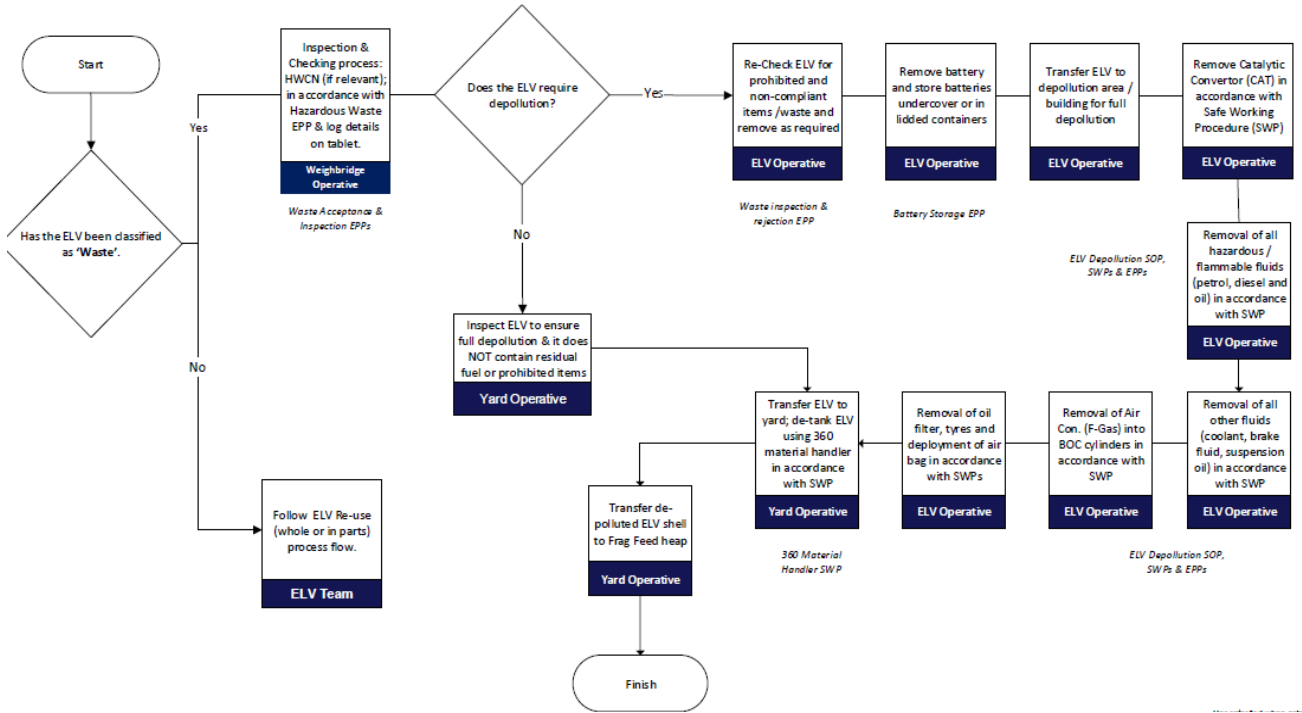 Start
Has the ELV been classified
as ‘Waste’.
Yes
No
Inspection &
Checking process:
HWCN (if relevant);
in accordance with
Hazardous Waste
EPP & log details
on tablet.
Weighbridge
Operative
Waste Acceptance &
Inspection EPPs
Follow ELV Re-use
(whole or in parts)
process flow.
ELV Team
Does the ELV require
depollution?
Yes
No
Re-Check ELV for
prohibited and
non-compliant
items /waste and
remove as required
ELV Operative
Waste inspection &
rejection EPP
Remove battery
and store batteries
undercover or in
lidded containers
ELV Operative
Battery Storage EPP
Transfer ELV to
depollution area /
building for full
depollution
ELV Operative
Remove Catalytic
Convertor (CAT) in
accordance with
Safe Working
Procedure (SWP)
ELV Operative
ELV Depollution SOP,
SWPs & EPPs
Removal of all
hazardous /
flammable fluids
(petrol, diesel and
oil) in accordance
with SWP
ELV Operative
Inspect ELV to ensure
full depollution & it does
NOT contain residual
fuel or prohibited items
Yard Operative
Transfer ELV to
yard; de-tank ELV
using 360
material handler
in accordance
with SWP
Yard Operative
360 Material
Handler SWP
Removal of oil
filter, tyres and
deployment of air
bag in accordance
with SWPs
ELV Operative
Removal of Air
Con. (F-Gas) into
BOC cylinders in
accordance with
SWP
ELV Operative
Removal of all
other fluids
(coolant, brake
fluid, suspension
oil) in accordance
with SWP
ELV Operative
ELV Depollution SOP,
SWPs & EPPs
Transfer de-
polluted ELV shell
to Frag Feed heap
Yard Operative
Finish